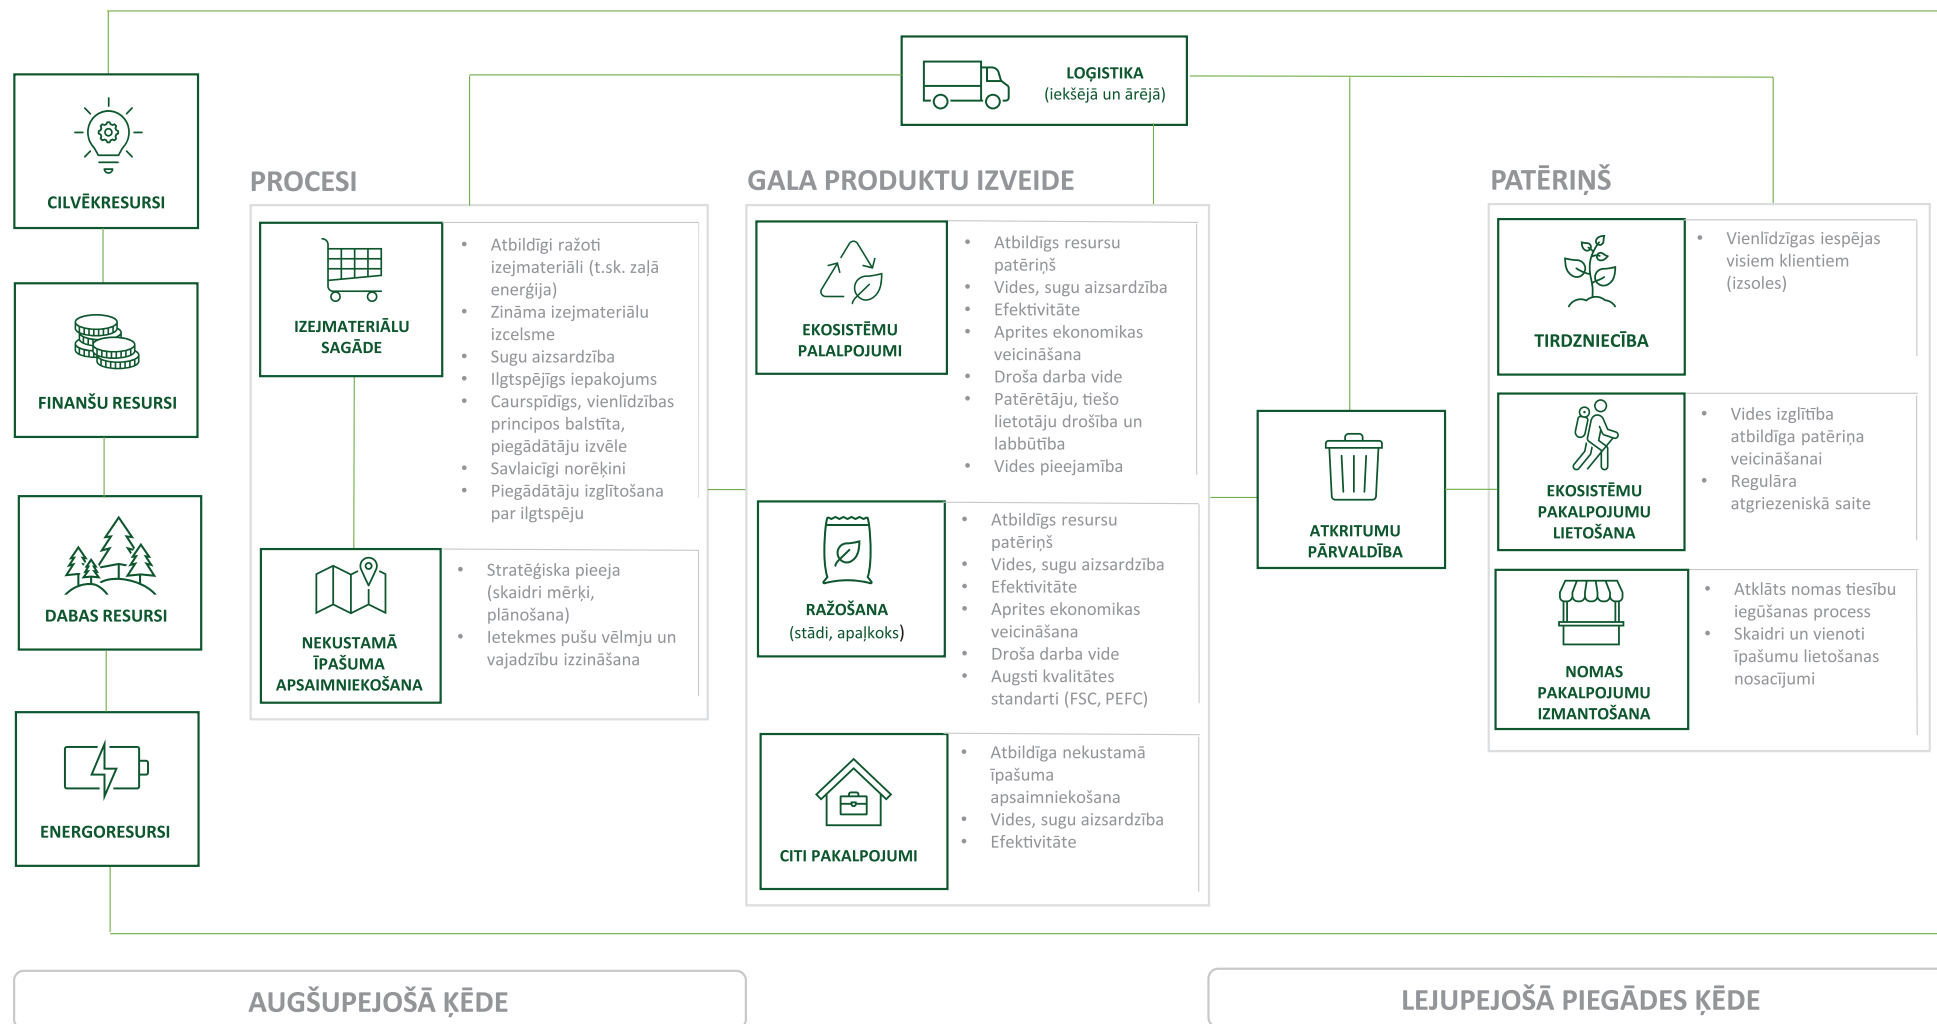 LOĢISTIKA
(iekšējā un ārējā)
CILVĒKRESURSI
FINANŠU RESURSI
DABAS RESURSI
ENERGORESURSI
PROCESI
IZEJMATERIĀLU
SAGĀDE
• Atbildīgi ražoti
izejmateriāli (t.sk. zaļā
enerģija)
• Zināma izejmateriālu
izcelsme
• Sugu aizsardzība
• Ilgtspējīgs iepakojums
• Caurspīdīgs, vienlīdzības
principos balstīta,
piegādātāju izvēle
• Savlaicīgi norēķini
• Piegādātāju izglītošana
par ilgtspēju
NEKUSTAMĀ
ĪPAŠUMA
APSAIMNIEKOŠANA
• Stratēģiska pieeja
(skaidri mērķi,
plānošana)
• Ietekmes pušu vēlmju un
vajadzību izzināšana
GALA PRODUKTU IZVEIDE
EKOSISTĒMU
PALALPOJUMI
• Atbildīgs resursu
patēriņš
• Vides, sugu aizsardzība
• Efektivitāte
• Aprites ekonomikas
veicināšana
• Droša darba vide
• Patērētāju, tiešo
lietotāju drošība un
labbūtība
• Vides pieejamība
RAŽOŠANA
(stādi, apaļkoks)
• Atbildīgs resursu
patēriņš
• Vides, sugu aizsardzība
• Efektivitāte
• Aprites ekonomikas
veicināšana
• Droša darba vide
• Augsti kvalitātes
standarti (FSC, PEFC)
CITI PAKALPOJUMI
• Atbildīga nekustamā
īpašuma
apsaimniekošana
• Vides, sugu aizsardzība
• Efektivitāte
ATKRITUMU
PĀRVALDĪBA
PATĒRIŅŠ
TIRDZNIECĪBA
• Vienlīdzīgas iespējas
visiem klientiem
(izsoles)
EKOSISTĒMU
PAKALPOJUMU
LIETOŠANA
• Vides izglītība
atbildīga patēriņa
veicināšanai
• Regulāra
atgriezeniskā saite
NOMAS
PAKALPOJUMU
IZMANTOŠANA
• Atklāts nomas tiesību
iegūšanas process
• Skaidri un vienoti
īpašumu lietošanas
nosacījumi
AUGŠUPEJOŠĀ ĶĒDE
LEJUPEJOŠĀ PIEGĀDES ĶĒDE